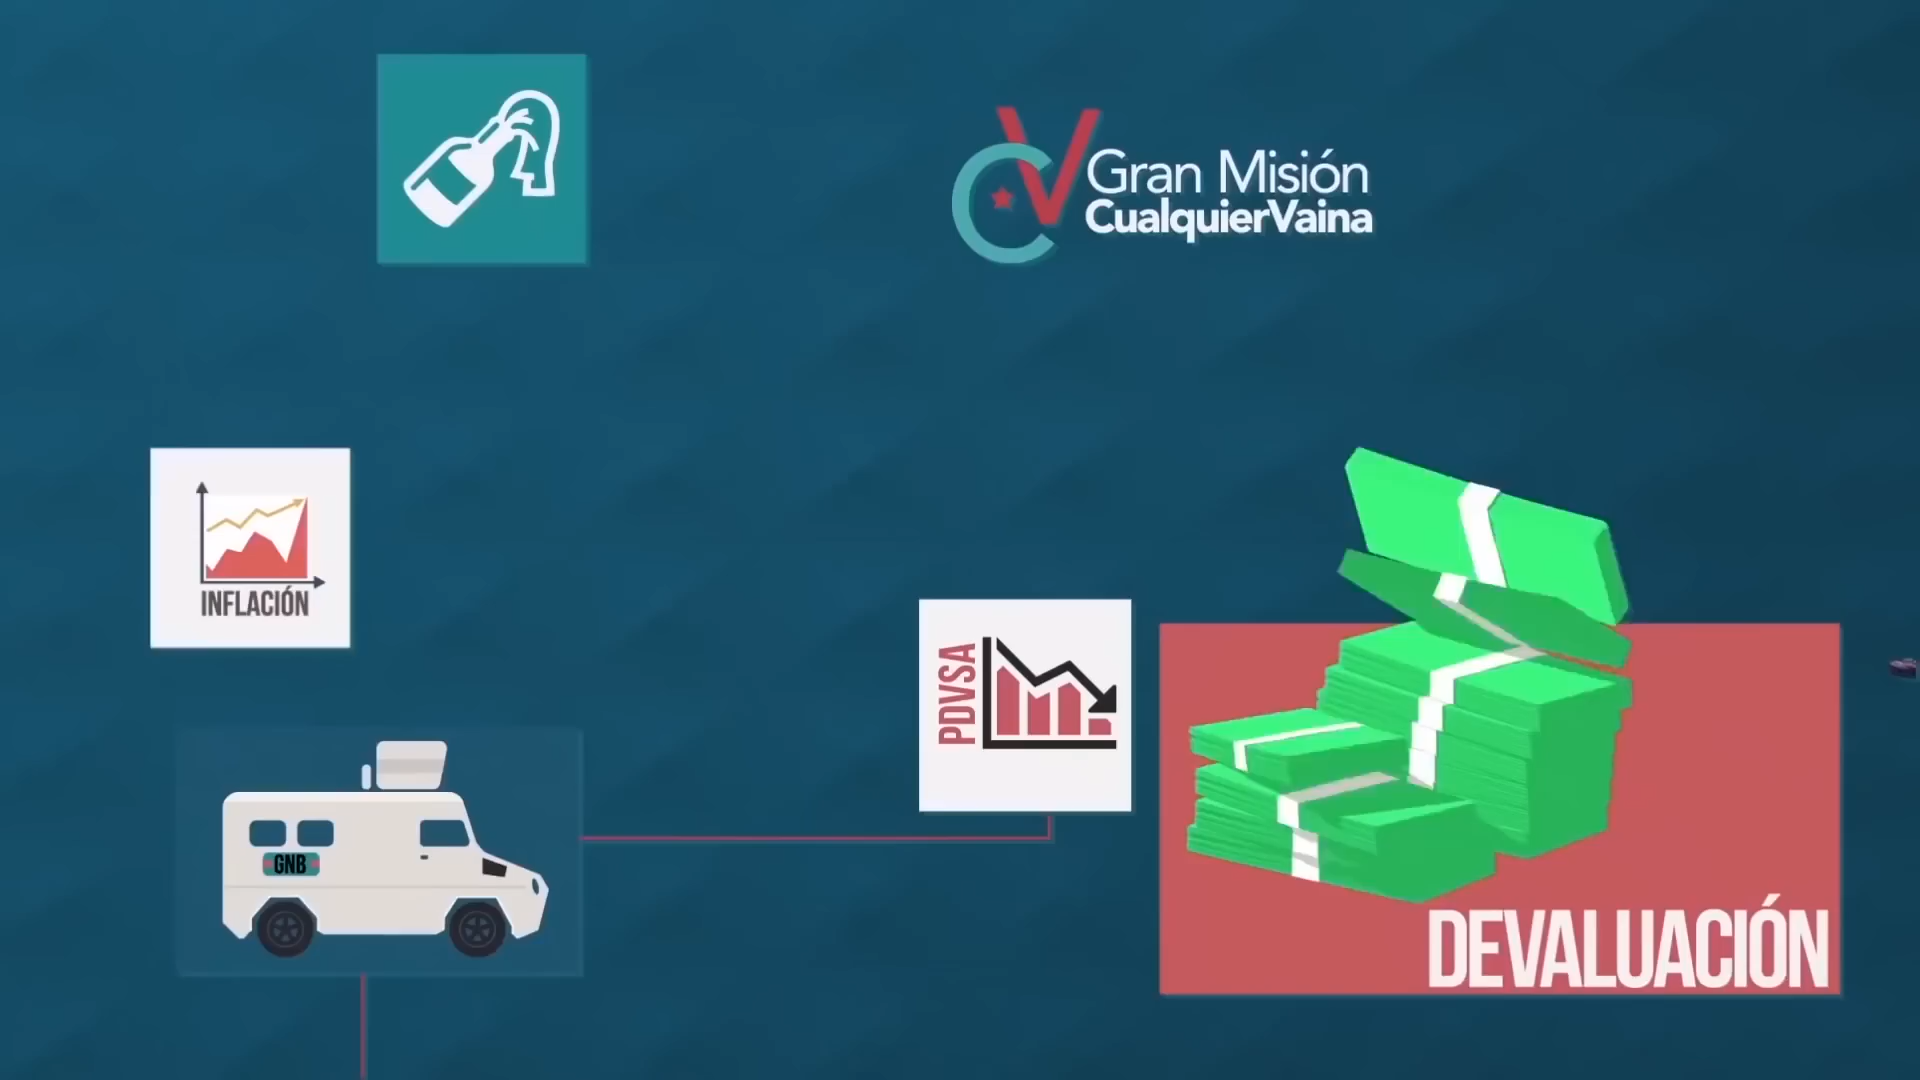 Gran Misión
CualquierVaina
INFLACIÓN
PDVSA
GNB
DEVALUACIÓN